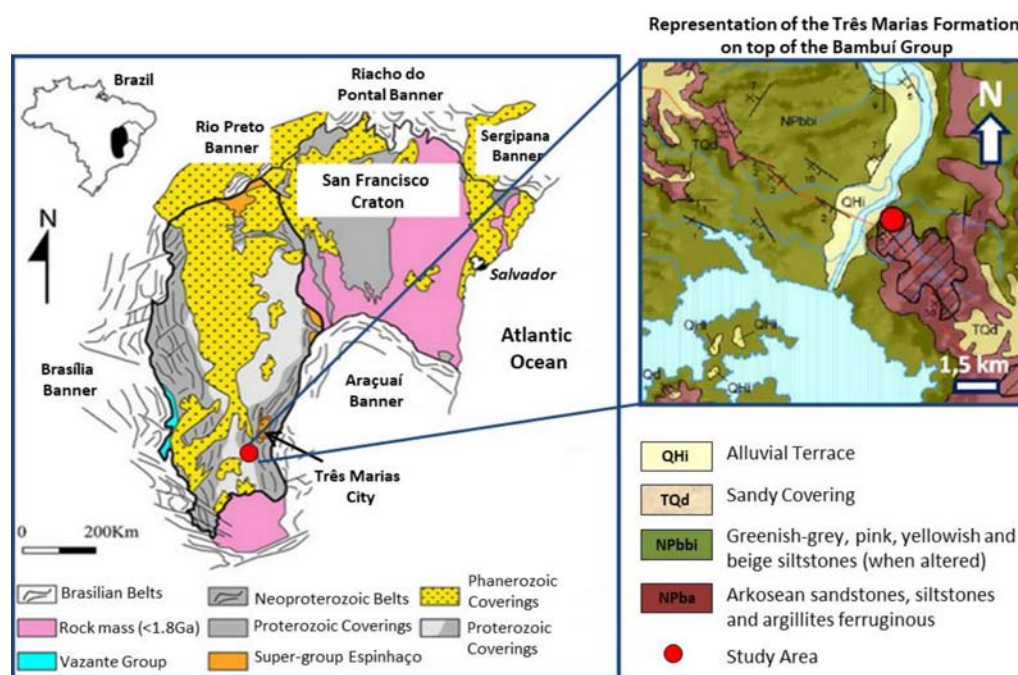 Representation of the Três Marias Formation
on top of the Bambuí Group
Brazil
Riacho do
Pontal Banner
Rio Preto
Banner
Sergipana
Banner
San Francisco
Craton
N
Salvador
Atlantic
Ocean
Brasília
Banner
Araçuaí
Banner
Três Marias
City
0 200Km
Brasilian Belts
Neoproterozoic Belts
Phanerozoic
Coverings
Rock mass (<1.8Ga)
Proterozoic Coverings
Proterozoic
Coverings
Vazante Group
Super-group Espinhaço
N
NPbbi
TQd
QHi
QHi
QHi
TQd
Qd
QHI
1,5 km
QHi Alluvial Terrace
TQd Sandy Covering
NPbbi Greenish-grey, pink, yellowish and
beige siltstones (when altered)
NPba Arkosean sandstones, siltstones
and argillites ferruginous
Study Area